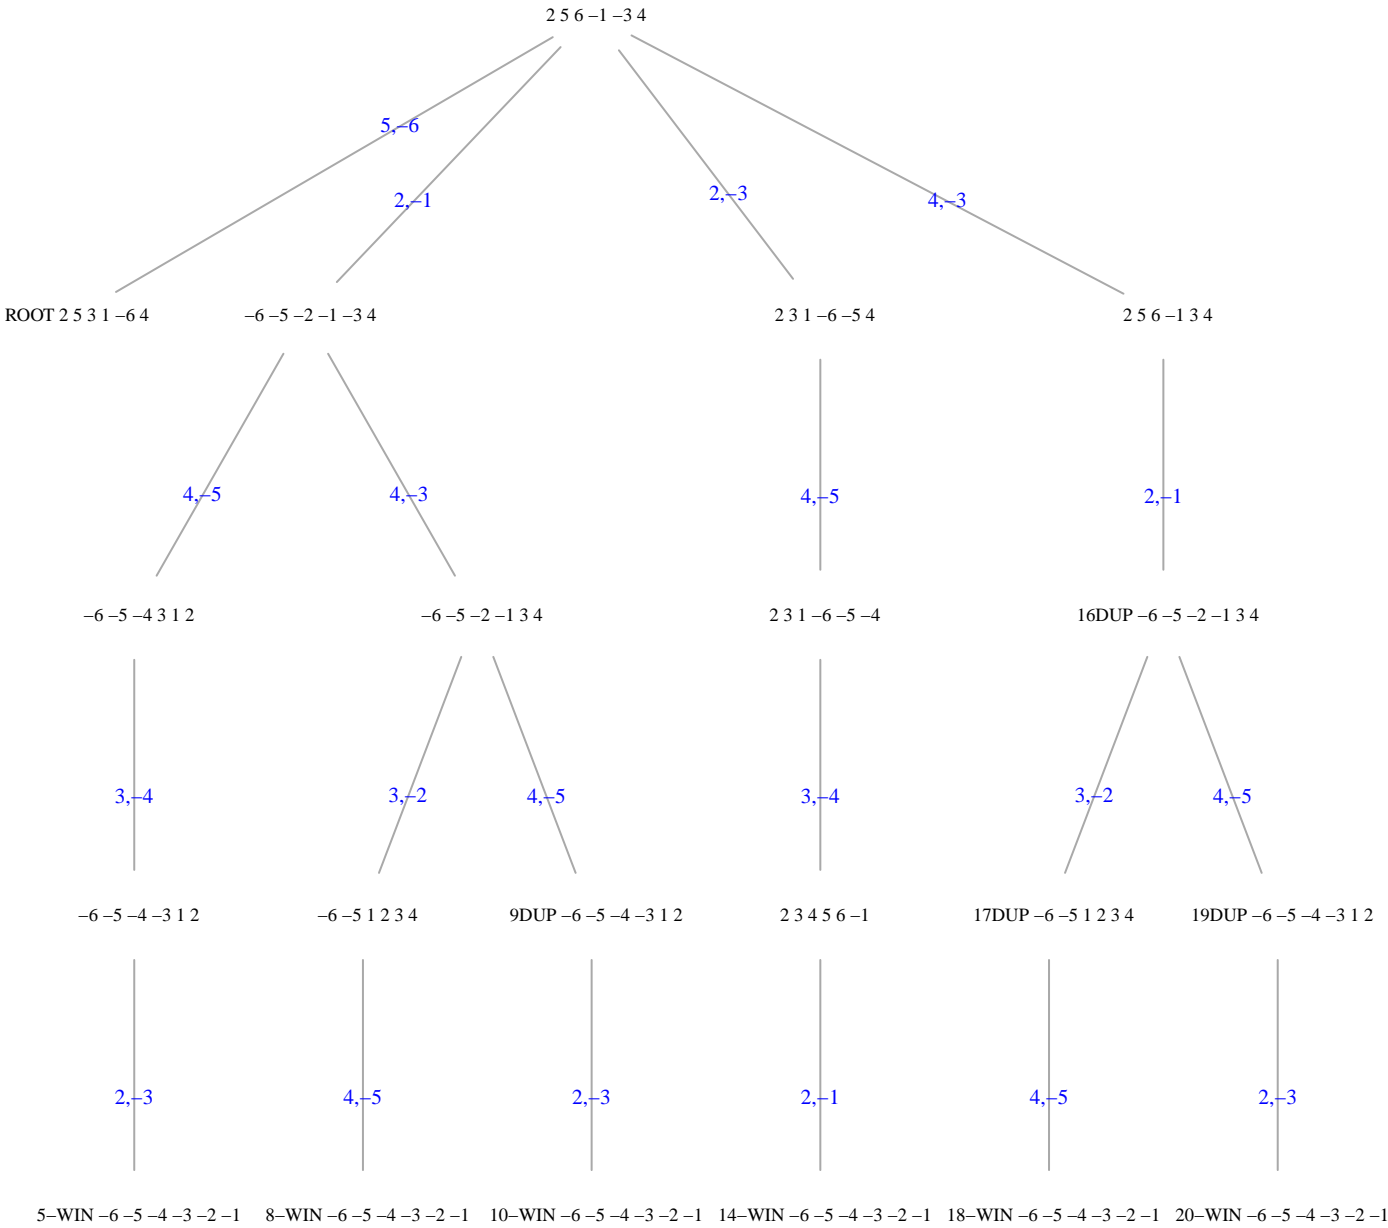 2 5 6 –1 –3 4
5,–6
2,–1
2,–3
4,–3
ROOT 2 5 3 1 –6 4
–6 –5 –2 –1 –3 4
2 3 1 –6 –5 4
2 5 6 –1 3 4
4,–5
4,–3
4,–5
2,–1
–6 –5 –4 3 1 2
–6 –5 –2 –1 3 4
2 3 1 –6 –5 –4
16DUP –6 –5 –2 –1 3 4
3,–4
3,–2
4,–5
3,–4
3,–2
4,–5
–6 –5 –4 –3 1 2
–6 –5 1 2 3 4
9DUP –6 –5 –4 –3 1 2
2 3 4 5 6 –1
17DUP –6 –5 1 2 3 4
19DUP –6 –5 –4 –3 1 2
2,–3
4,–5
2,–3
2,–1
4,–5
2,–3
5–WIN –6 –5 –4 –3 –2 –1
8–WIN –6 –5 –4 –3 –2 –1
10–WIN –6 –5 –4 –3 –2 –1
14–WIN –6 –5 –4 –3 –2 –1
18–WIN –6 –5 –4 –3 –2 –1
20–WIN –6 –5 –4 –3 –2 –1